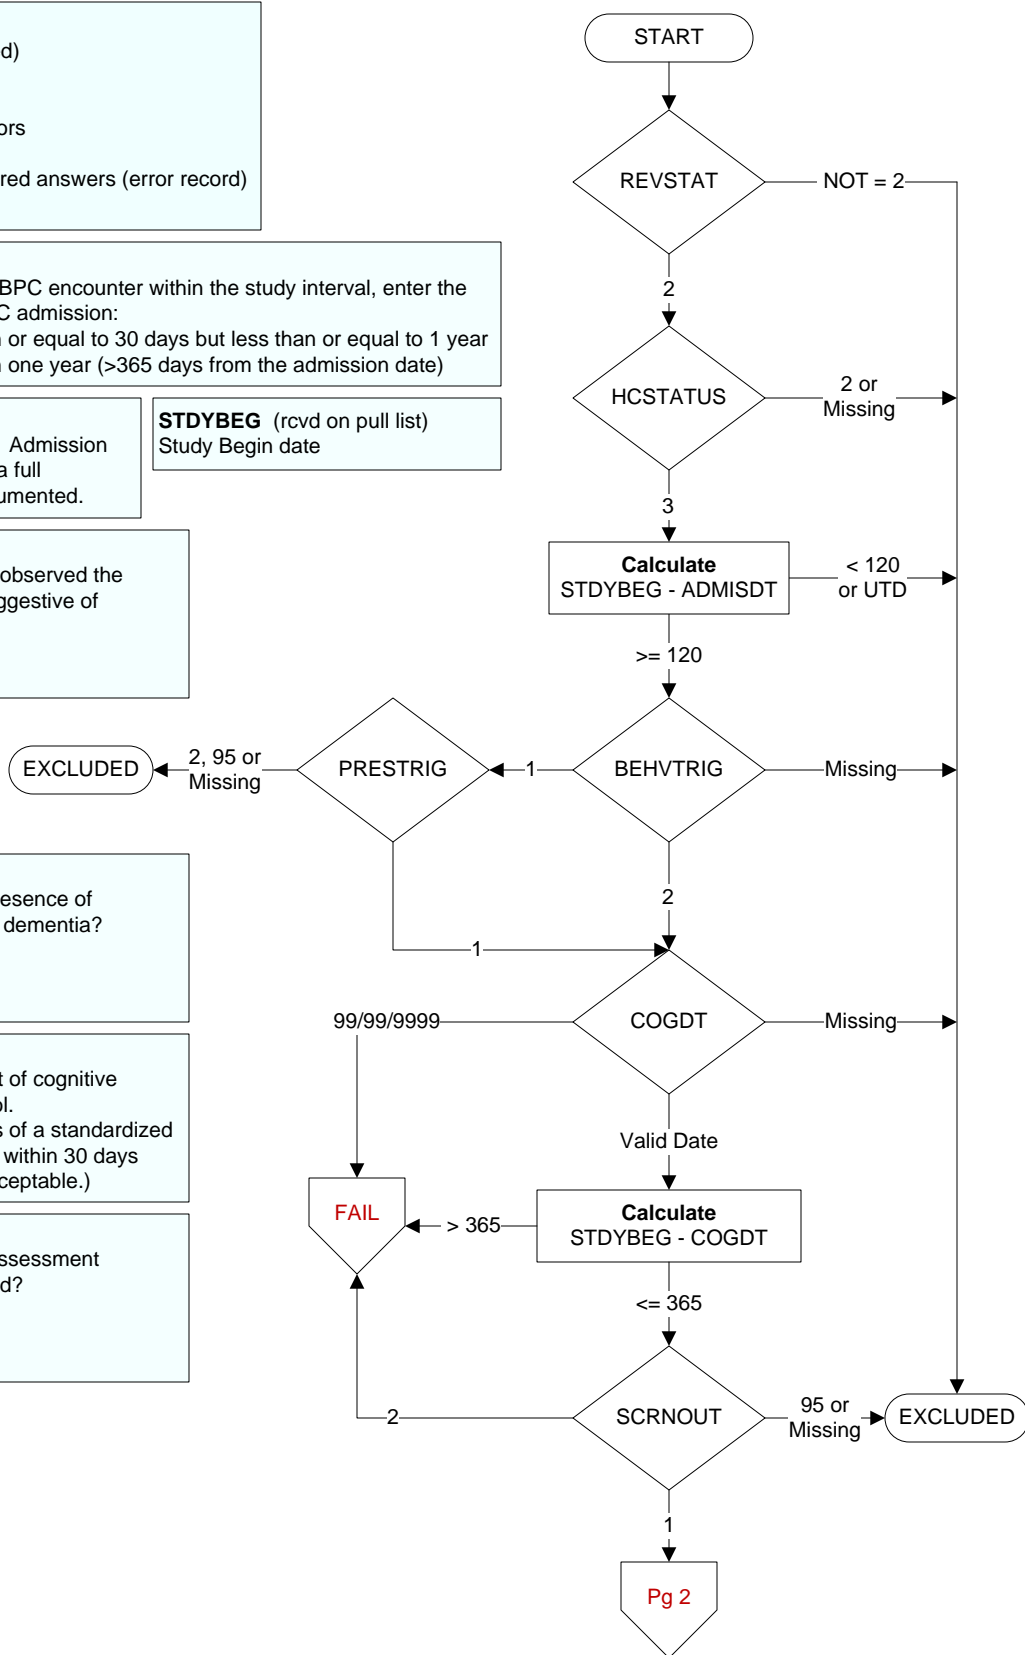 START
d)
ors
red answers (error record)
REVSTAT
NOT = 2
2
BPC encounter within the study interval, enter the
C admission:
n or equal to 30 days but less than or equal to 1 year
n one year (>365 days from the admission date)
HCSTATUS
2 or
Missing
Admission
a full
umented.
STDYBEG (rcvd on pull list)
Study Begin date
3
Calculate
STDYBEG - ADMISDT
< 120
or UTD
observed the
ggestive of
>= 120
EXCLUDED
2, 95 or
Missing
PRESTRIG
1
BEHVTRIG
Missing
esence of
dementia?
2
1
99/99/9999
COGDT
Missing
t of cognitive
ol.
s of a standardized
within 30 days
ceptable.)
Valid Date
FAIL
> 365
Calculate
STDYBEG - COGDT
ssessment
d?
<= 365
2
SCRNOUT
95 or
Missing
EXCLUDED
1
Pg 2